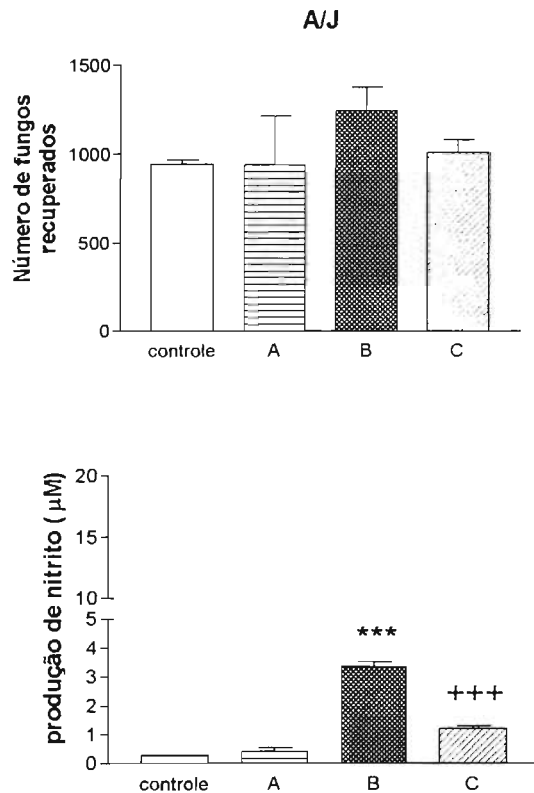 A/J
Número de fungos
recuperados
1500
1000
500
0
controle A B C
produção de nitrito ( µM)
20
15
10
5
4
3
2
1
0
***
+++
controle A B C